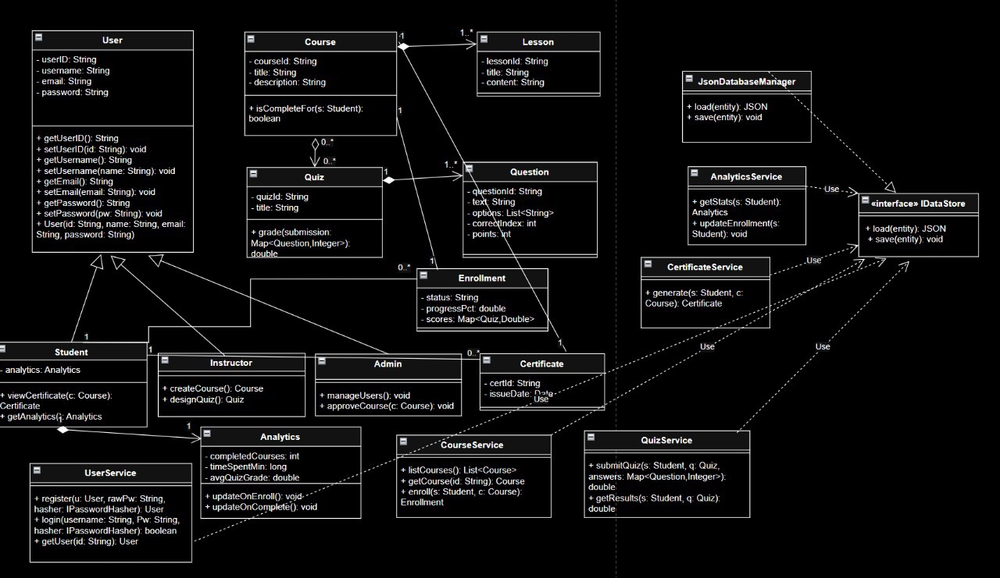 User
- userID: String
- username: String
- email: String
- password: String
+ getUserID(): String
+ setUserID(id: String): void
+ getUsername(): String
+ setUsername(name: String): void
+ getEmail(): String
+ setEmail(email: String): void
+ getPassword(): String
+ setPassword(pw: String): void
+ User(id: String, name: String, email:
String, password: String)
Course
- courseId: String
- title: String
- description: String
+ isCompleteFor(s: Student):
boolean
1
1..*
1
Lesson
- lessonId: String
- title: String
- content: String
0..*
0..*
Quiz
- quizId: String
- title: String
+ grade(submission:
Map<Question,Integer>):
double
1
1..*
Question
- questionId: String
- text: String
- options: List<String>
- correctIndex: int
- points: int
JsonDatabaseManager
+ load(entity): JSON
+ save(entity): void
AnalyticsService
+ getStats(s: Student):
Analytics
+ updateEnrollment(s:
Student): void
Use
«interface» IDataStore
+ load(entity): JSON
+ save(entity): void
CertificateService
+ generate(s: Student, c:
Course): Certificate
Use
1
0..*
Enrollment
- status: String
- progressPct: double
- scores: Map<Quiz,Double>
1
Student
- analytics: Analytics
+ viewCertificate(c: Course):
Certificate
+ getAnalytics(): Analytics
1
1
Instructor
+ createCourse(): Course
+ designQuiz(): Quiz
Admin
+ manageUsers(): void
+ approveCourse(c: Course): void
0..*
1
Certificate
- certId: String
- issueDate: Date
Use
Use
Use
1
Analytics
- completedCourses: int
- timeSpentMin: long
- avgQuizGrade: double
+ updateOnEnroll(): void
+ updateOnComplete(): void
UserService
+ register(u: User, rawPw: String,
hasher: IPasswordHasher): User
+ login(username: String, Pw: String,
hasher: IPasswordHasher): boolean
+ getUser(id: String): User
CourseService
+ listCourses(): List<Course>
+ getCourse(id: String): Course
+ enroll(s: Student, c: Course):
Enrollment
QuizService
+ submitQuiz(s: Student, q: Quiz,
answers: Map<Question,Integer>):
double
+ getResults(s: Student, q: Quiz):
double